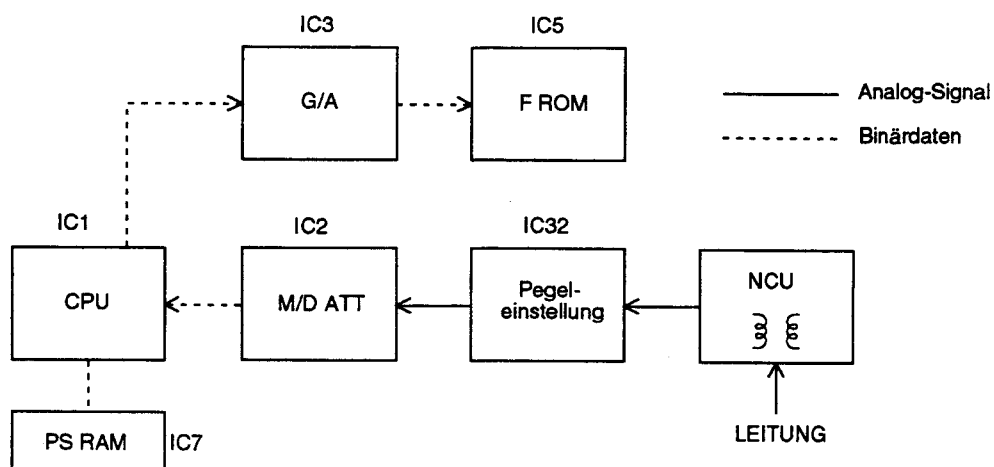 IC3
IC5
G/A
F ROM
Analog-Signal
Binärdaten
IC1
IC2
IC32
CPU
M/D ATT
Pegel-
einstellung
NCU
PS RAM
IC7
LEITUNG